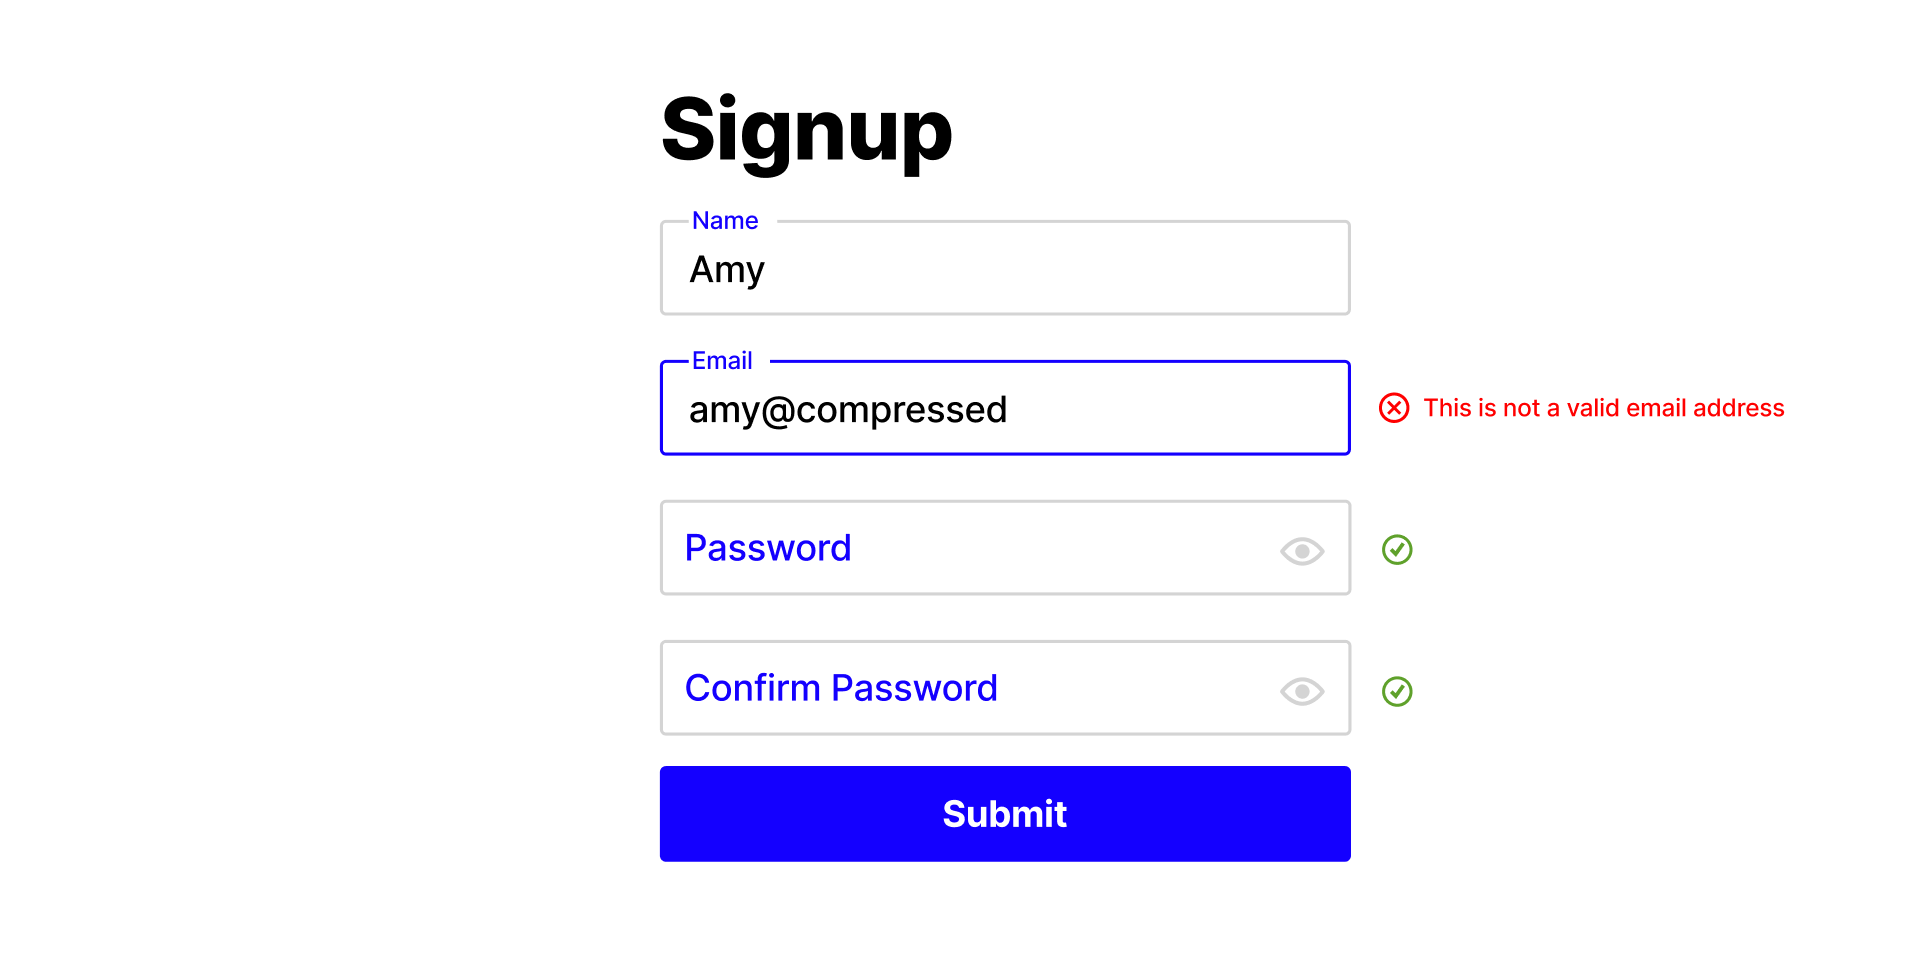 Signup
Name
Amy
Email
amy@compressed
This is not a valid email address
Password
Confirm Password
Submit